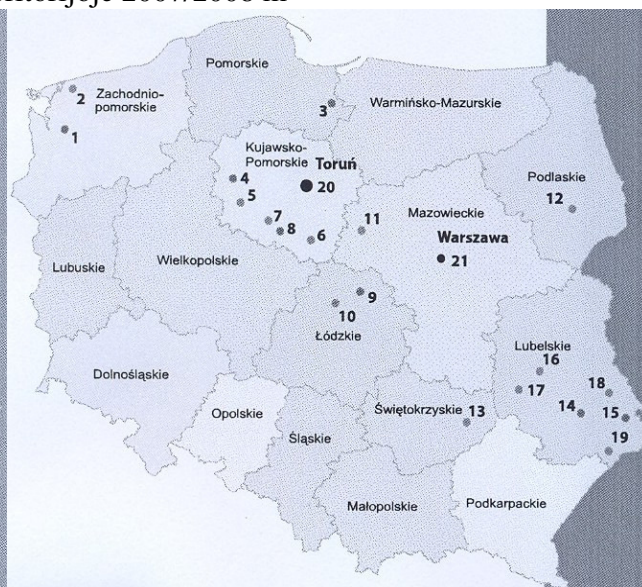 2007/2008 m
Pomorskie
Zachodnio-
pomorskie
2
3
Warmińsko-Mazurskie
1
Kujawsko-
Pomorskie
Toruń
4
20
Podlaskie
12
5
Mazowieckie
7
8
6
11
Warszawa
21
Lubuskie
Wielkopolskie
9
10
Łódzkie
Lubelskie
16
Dolnośląskie
17
18
14
15
Opolskie
Świętokrzyskie
13
19
Śląskie
Małopolskie
Podkarpackie